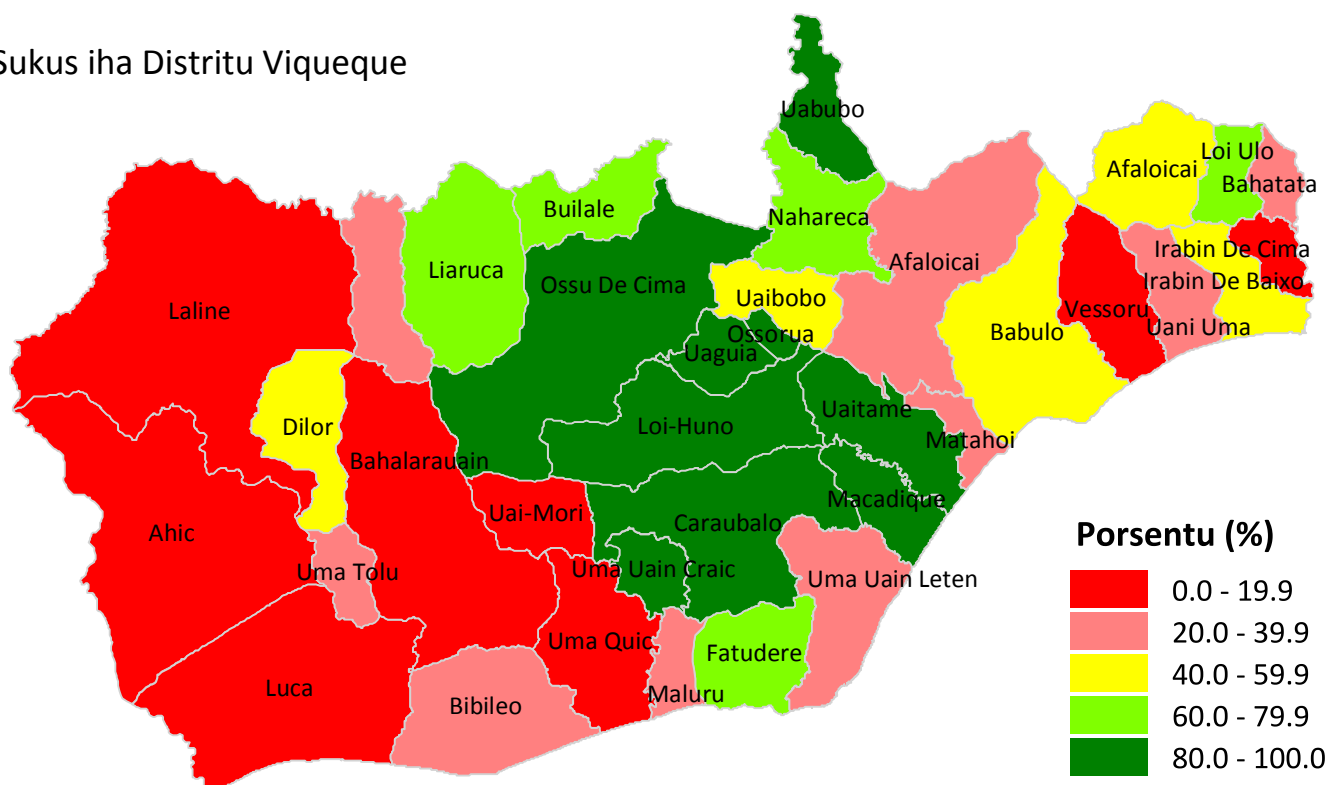 Sukus iha Distritu Viqueque
Uabubo
Loi Ulo
Afaloicai
Bahatata
Builale
Nahareca
Irabin De Cima
Liaruca
Afaloicai
Irabin De Baixo
Ossu De Cima
Uaibobo
Laline
Vessoru
Uani Uma
Ossorua
Babulo
Uaguia
Uaitame
Dilor
Loi-Huno
Matahoi
Bahalarauain
Macadique
Uai-Mori
Caraubalo
Ahic
Uma Tolu
Uma Uain Craic
Uma Uain Leten
Uma Quic
Fatudere
Luca
Maluru
Bibileo
Porsentu (%)
0.0 - 19.9
20.0 - 39.9
40.0 - 59.9
60.0 - 79.9
80.0 - 100.0